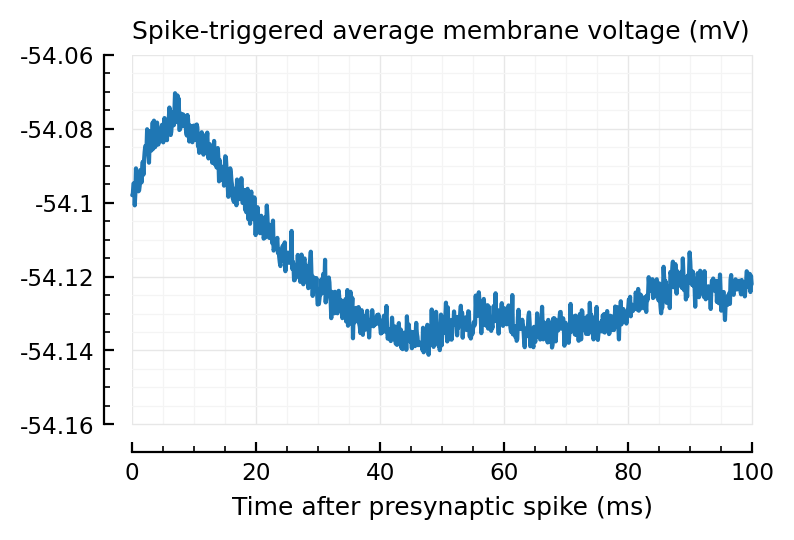 Spike-triggered average membrane voltage (mV)
-54.06
-54.08
-54.1
-54.12
-54.14
-54.16
0 20 40 60 80 100
Time after presynaptic spike (ms)